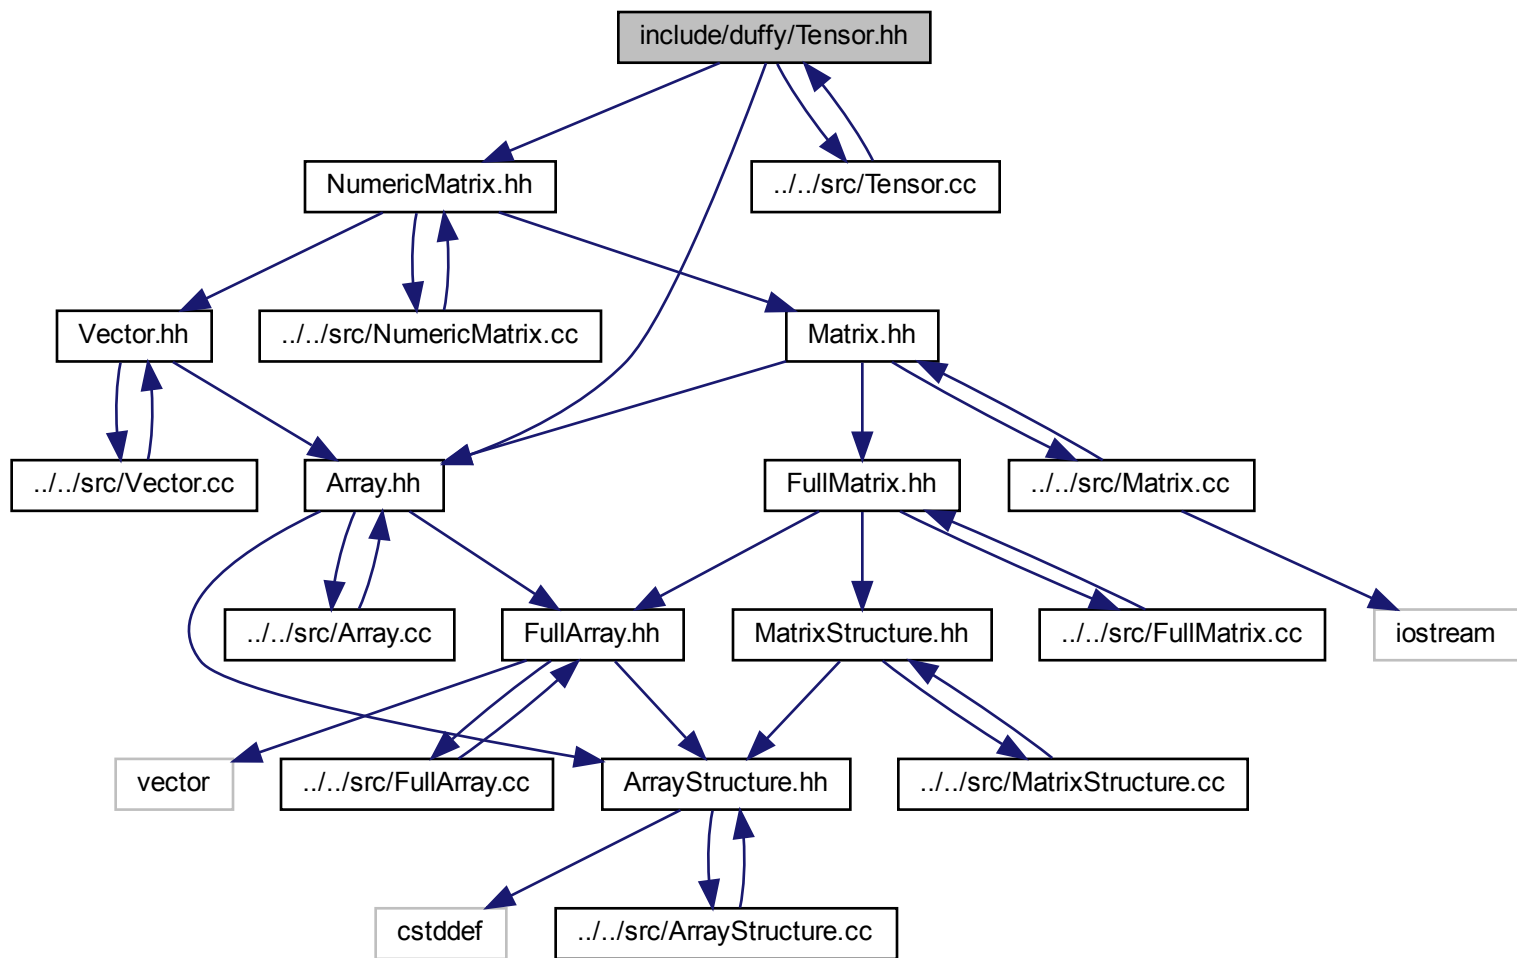 include/duffy/Tensor.hh
NumericMatrix.hh
../../src/Tensor.cc
Vector.hh
../../src/NumericMatrix.cc
Matrix.hh
../../src/Vector.cc
Array.hh
FullMatrix.hh
../../src/Matrix.cc
../../src/Array.cc
FullArray.hh
MatrixStructure.hh
../../src/FullMatrix.cc
iostream
vector
../../src/FullArray.cc
ArrayStructure.hh
../../src/MatrixStructure.cc
cstddef
../../src/ArrayStructure.cc